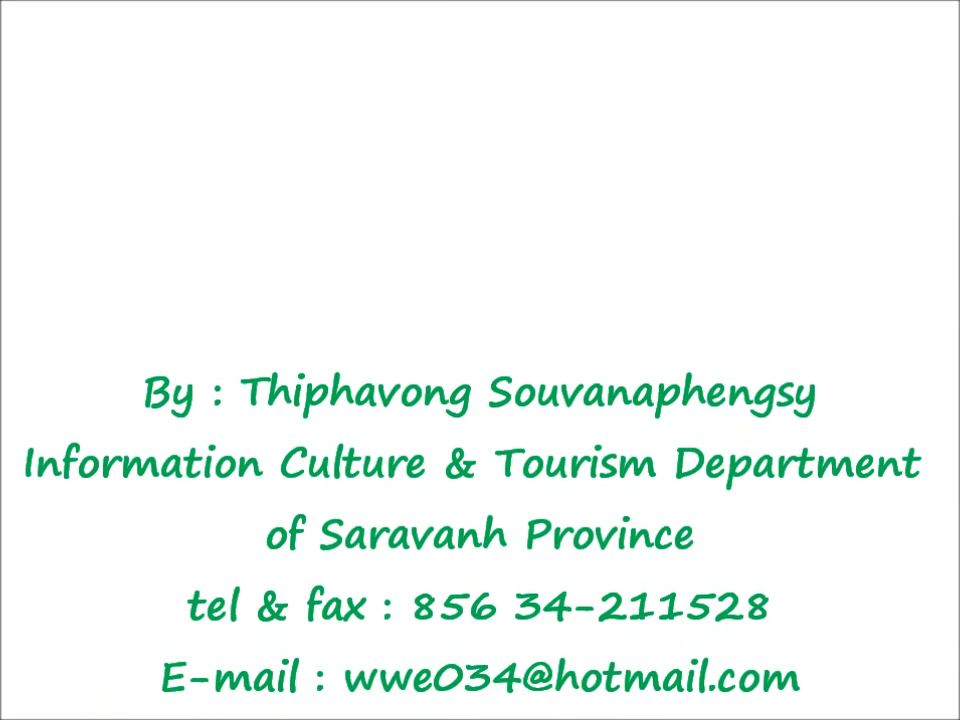 By : Thiphavong Souvanaphengsy
Information Culture & Tourism Department
of Saravanh Province
tel & fax : 856 34-211528
E-mail : wwe034@hotmail.com